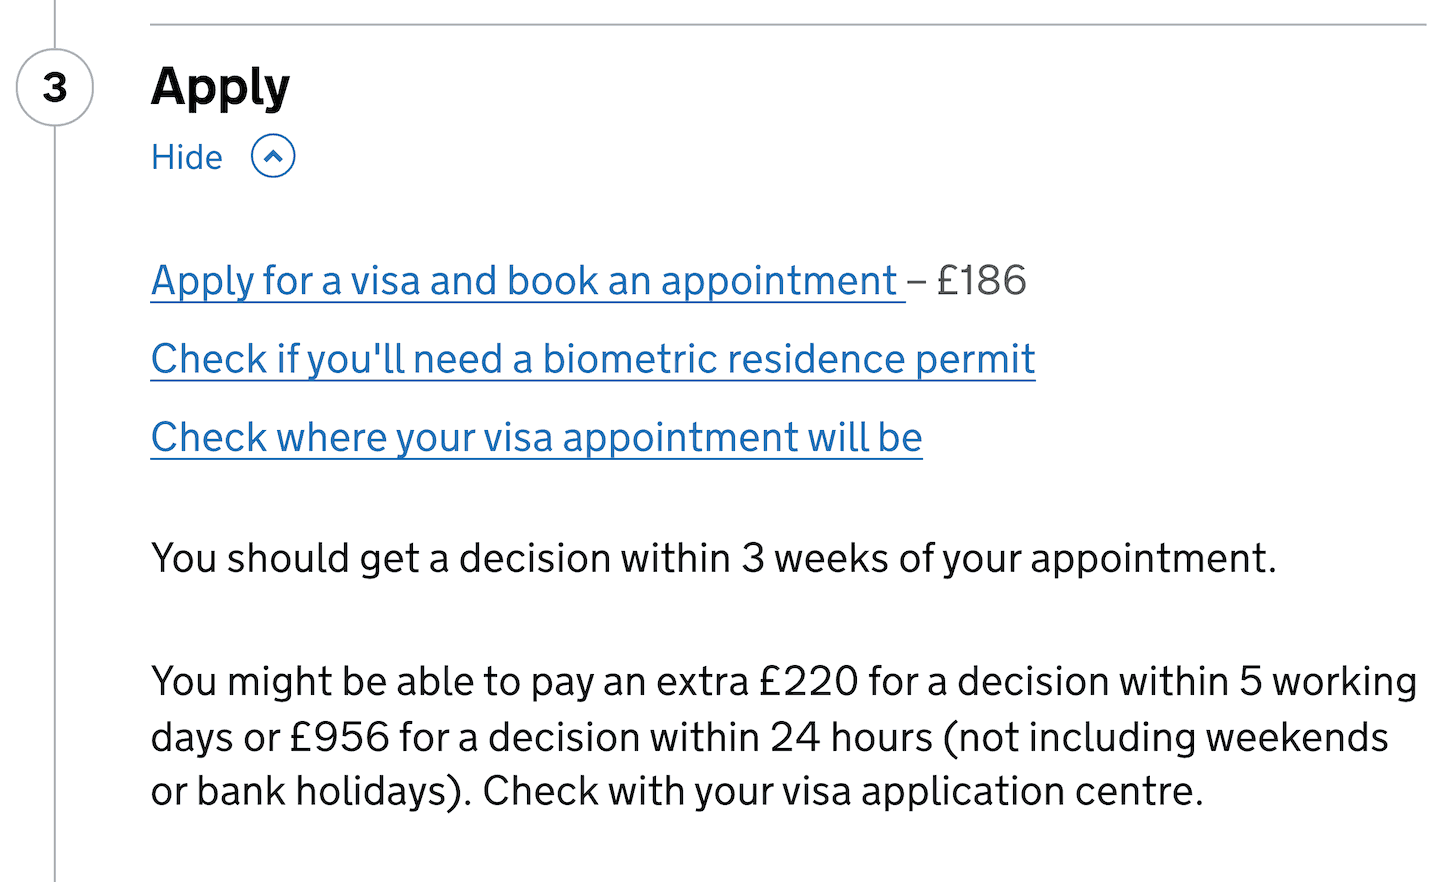 3
Apply
Hide
Apply for a visa and book an appointment – £186
Check if you'll need a biometric residence permit
Check where your visa appointment will be
You should get a decision within 3 weeks of your appointment.
You might be able to pay an extra £220 for a decision within 5 working
days or £956 for a decision within 24 hours (not including weekends
or bank holidays). Check with your visa application centre.